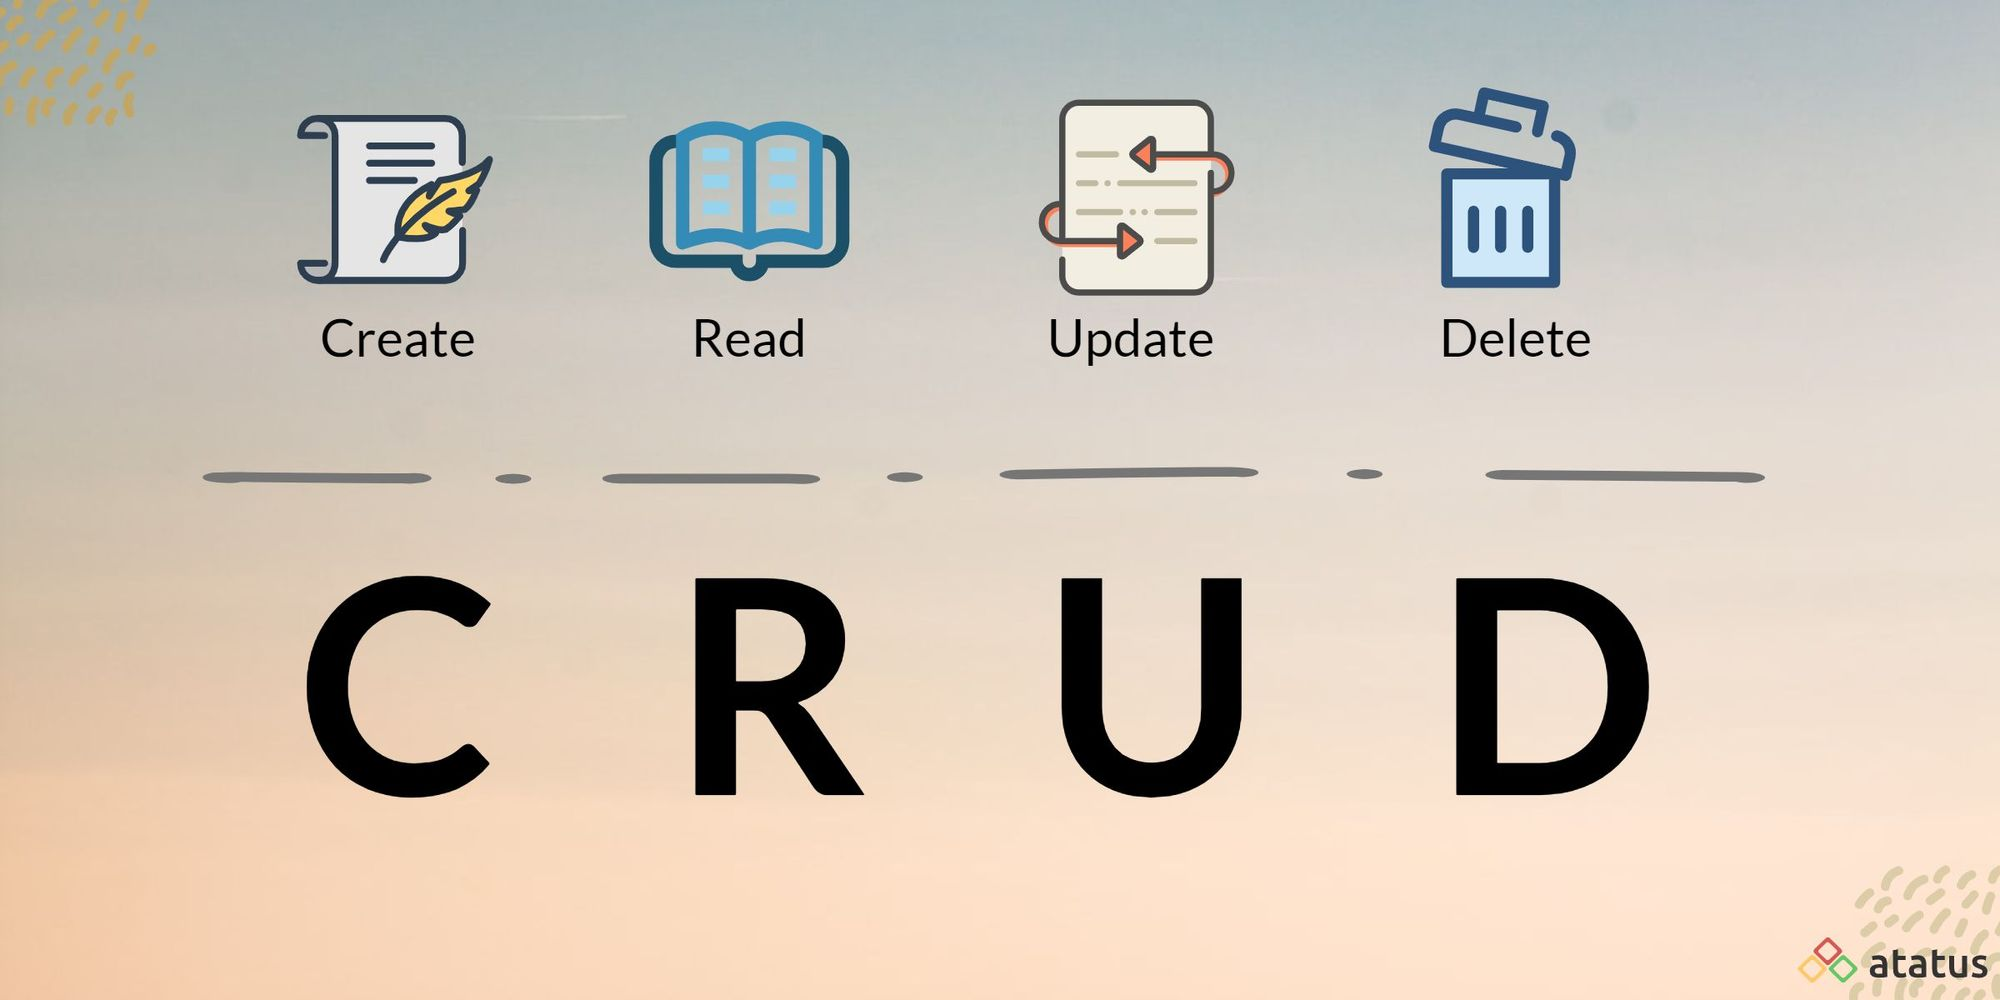 Create Read Update Delete
C R U D
atatus